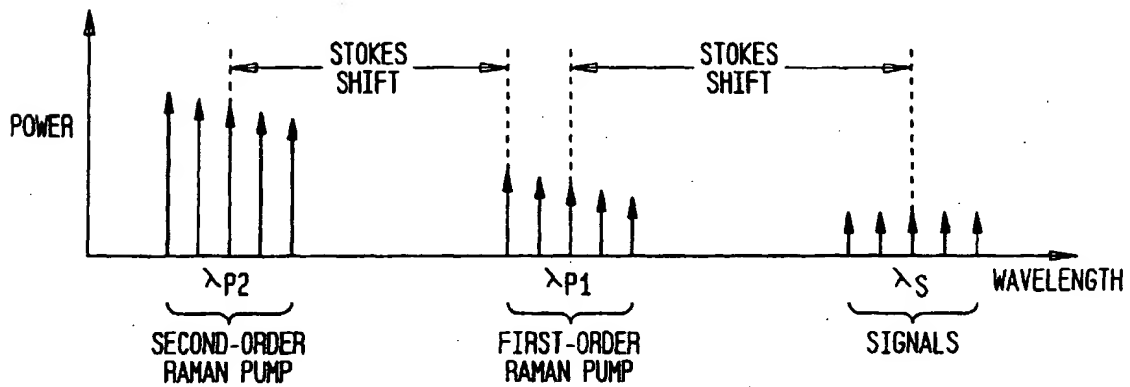 STOKES
SHIFT
STOKES
SHIFT
POWER
λP2
λP1
λS
WAVELENGTH
SECOND-ORDER
RAMAN PUMP
FIRST-ORDER
RAMAN PUMP
SIGNALS